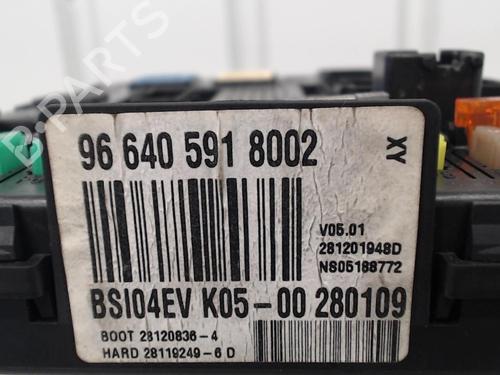 B-PARTS
96 640 591 8002
XY
V05.01
281201948D
NS05188772
BSI04EV K05-00 280109
BOOT 28120836-4
HARD 28119249-6 D